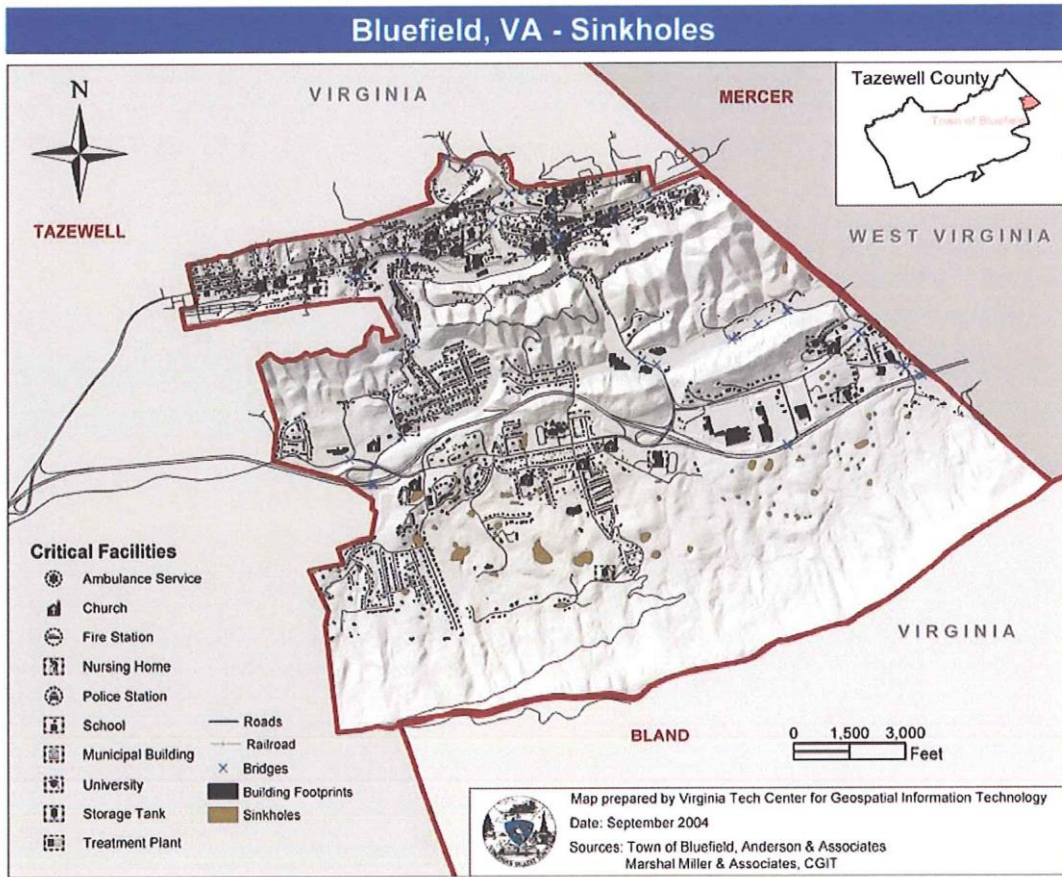 Bluefield, VA - Sinkholes
N
VIRGINIA
MERCER
Tazewell County
Town of Bluefield
TAZEWELL
WEST VIRGINIA
Critical Facilities
Ambulance Service
Church
Fire Station
Nursing Home
Police Station
School
Municipal Building
University
Storage Tank
Treatment Plant
Roads
Railroad
Bridges
Building Footprints
Sinkholes
VIRGINIA
BLAND
0 1,500 3,000
Feet
Map prepared by Virginia Tech Center for Geospatial Information Technology
Date: September 2004
Sources: Town of Bluefield, Anderson & Associates
Marshal Miller & Associates, CGIT